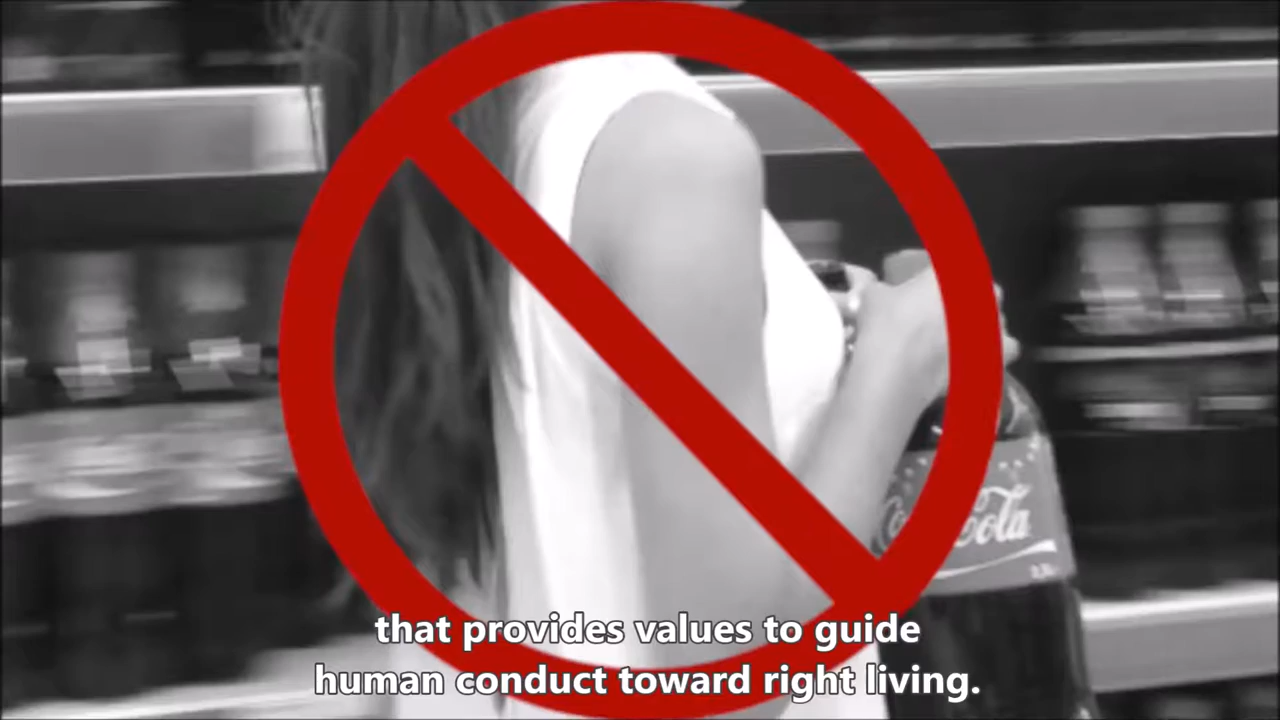 Coca-Cola
that provides values to guide
human conduct toward right living.